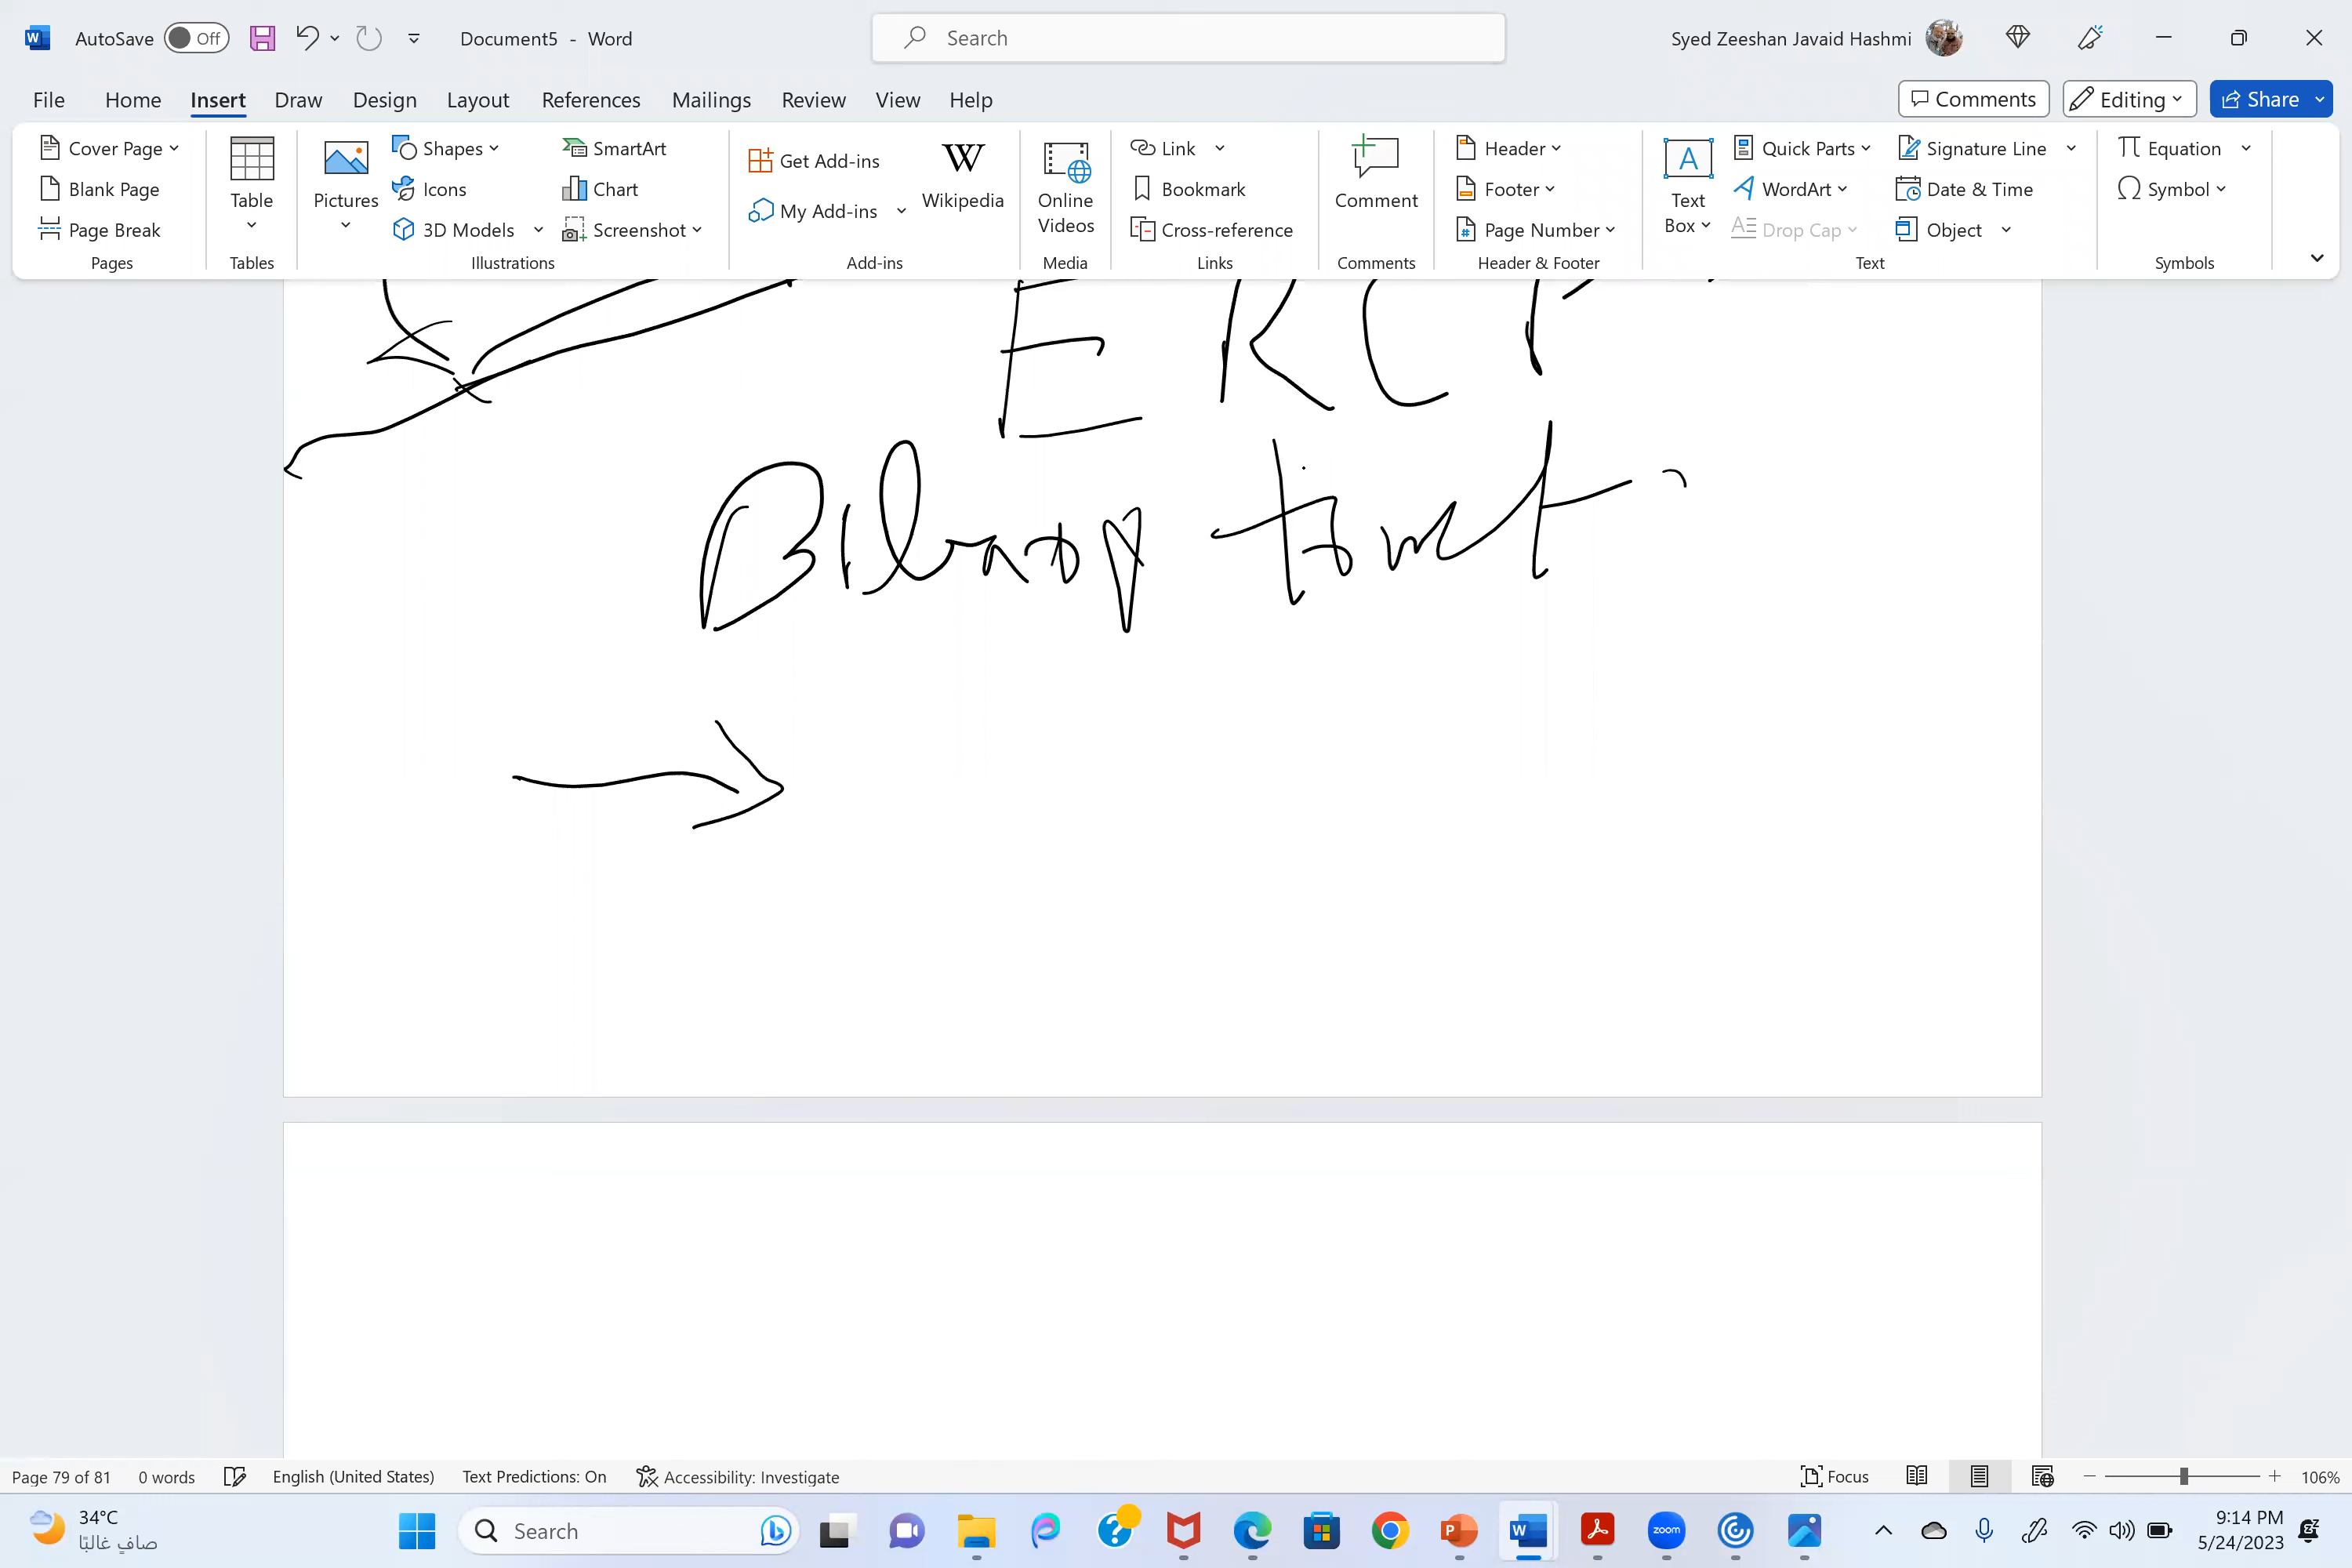 AutoSave Off Document5 - Word Search Syed Zeeshan Javaid Hashmi
File Home Insert Draw Design Layout References Mailings Review View Help Comments Editing Share
Cover Page
Blank Page
Page Break
Pages
Table
Tables
Pictures
Shapes
Icons
3D Models
SmartArt
Chart
Screenshot
Illustrations
Get Add-ins
My Add-ins
Wikipedia
Add-ins
Online
Videos
Media
Link
Bookmark
Cross-reference
Links
Comment
Comments
Header
Footer
Page Number
Header & Footer
Text
Box
Quick Parts
WordArt
Drop Cap
Signature Line
Date & Time
Object
Text
Equation
Symbol
Symbols
ERCP
Biliary tract
Page 79 of 81 0 words English (United States) Text Predictions: On Accessibility: Investigate Focus 106%
34°C
صافٍ غالبًا
Search
zoom
9:14 PM
5/24/2023